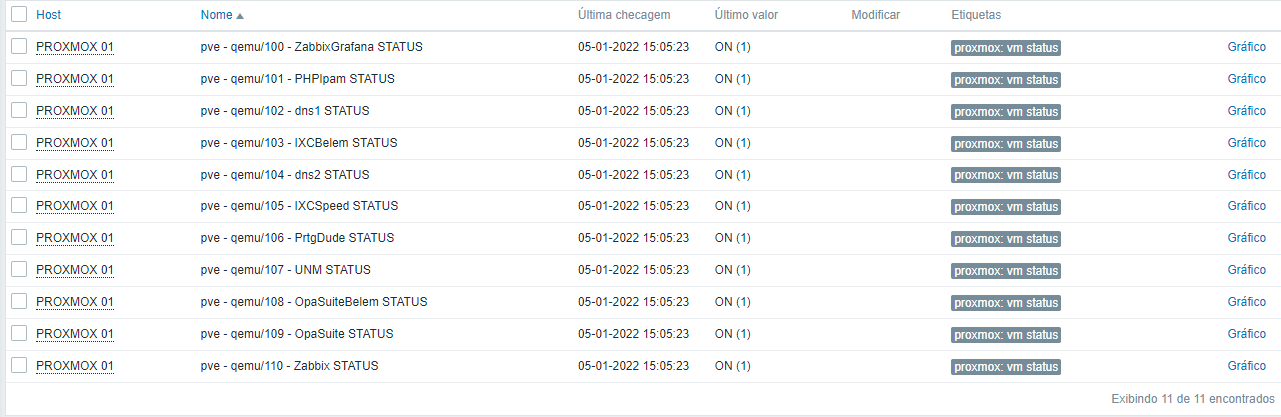 Host Nome ▲ Última checagem Último valor Modificar Etiquetas
PROXMOX 01 pve - qemu/100 - ZabbixGrafana STATUS 05-01-2022 15:05:23 ON (1) proxmox: vm status Gráfico
PROXMOX 01 pve - qemu/101 - PHPIpam STATUS 05-01-2022 15:05:23 ON (1) proxmox: vm status Gráfico
PROXMOX 01 pve - qemu/102 - dns1 STATUS 05-01-2022 15:05:23 ON (1) proxmox: vm status Gráfico
PROXMOX 01 pve - qemu/103 - IXCBelem STATUS 05-01-2022 15:05:23 ON (1) proxmox: vm status Gráfico
PROXMOX 01 pve - qemu/104 - dns2 STATUS 05-01-2022 15:05:23 ON (1) proxmox: vm status Gráfico
PROXMOX 01 pve - qemu/105 - IXCSpeed STATUS 05-01-2022 15:05:23 ON (1) proxmox: vm status Gráfico
PROXMOX 01 pve - qemu/106 - PrtgDude STATUS 05-01-2022 15:05:23 ON (1) proxmox: vm status Gráfico
PROXMOX 01 pve - qemu/107 - UNM STATUS 05-01-2022 15:05:23 ON (1) proxmox: vm status Gráfico
PROXMOX 01 pve - qemu/108 - OpaSuiteBelem STATUS 05-01-2022 15:05:23 ON (1) proxmox: vm status Gráfico
PROXMOX 01 pve - qemu/109 - OpaSuite STATUS 05-01-2022 15:05:23 ON (1) proxmox: vm status Gráfico
PROXMOX 01 pve - qemu/110 - Zabbix STATUS 05-01-2022 15:05:23 ON (1) proxmox: vm status Gráfico
Exibindo 11 de 11 encontrados